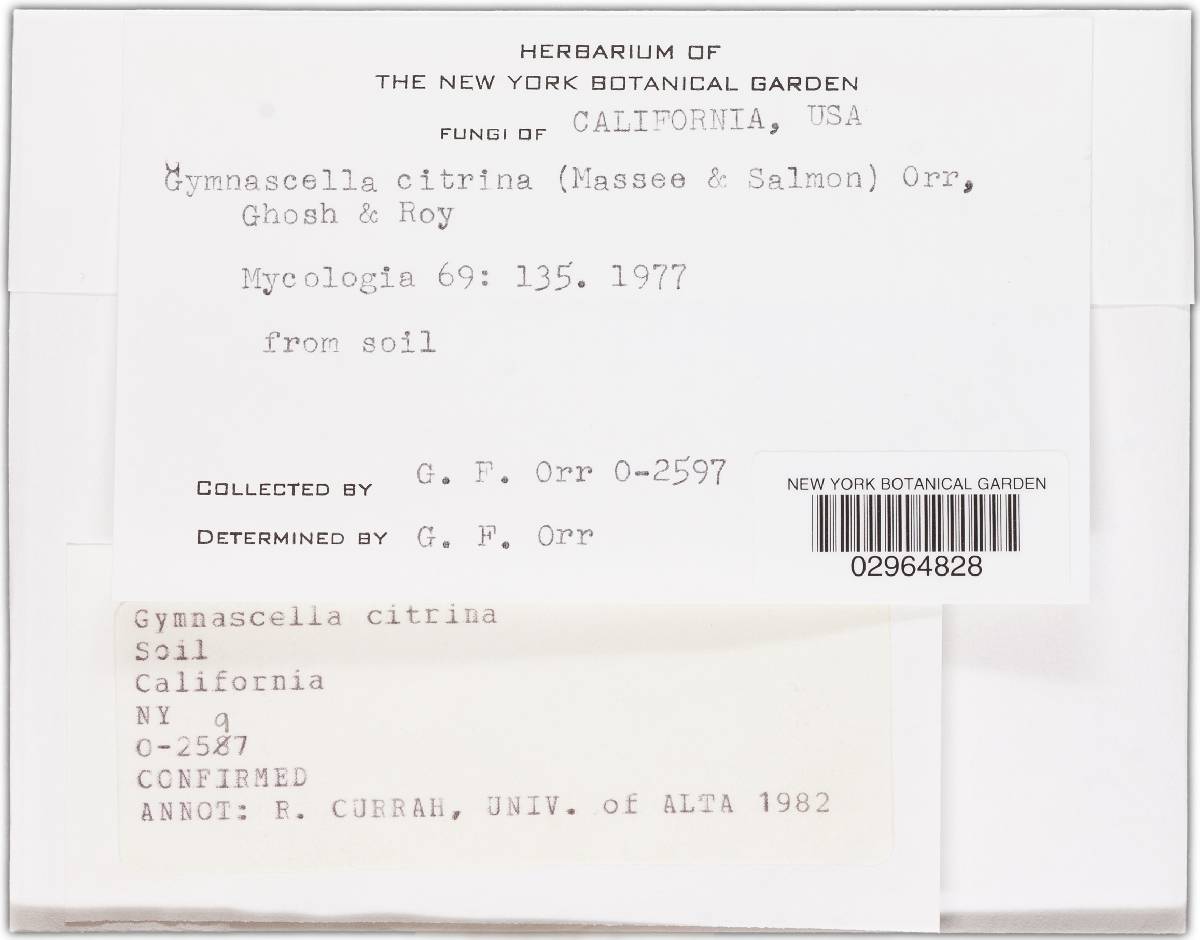 HERBARIUM OF
THE NEW YORK BOTANICAL GARDEN
FUNGI OF CALIFORNIA, USA
Gymnascella citrina (Massee & Salmon) Orr,
Ghosh & Roy
Mycologia 69: 135. 1977
from soil
COLLECTED BY G. F. Orr O-2597
DETERMINED BY G. F. Orr
NEW YORK BOTANICAL GARDEN
02964828
Gymnascella citrina
Soil
California
NY
9
O-2587
CONFIRMED
ANNOT: R. CURRAH, UNIV. of ALTA 1982